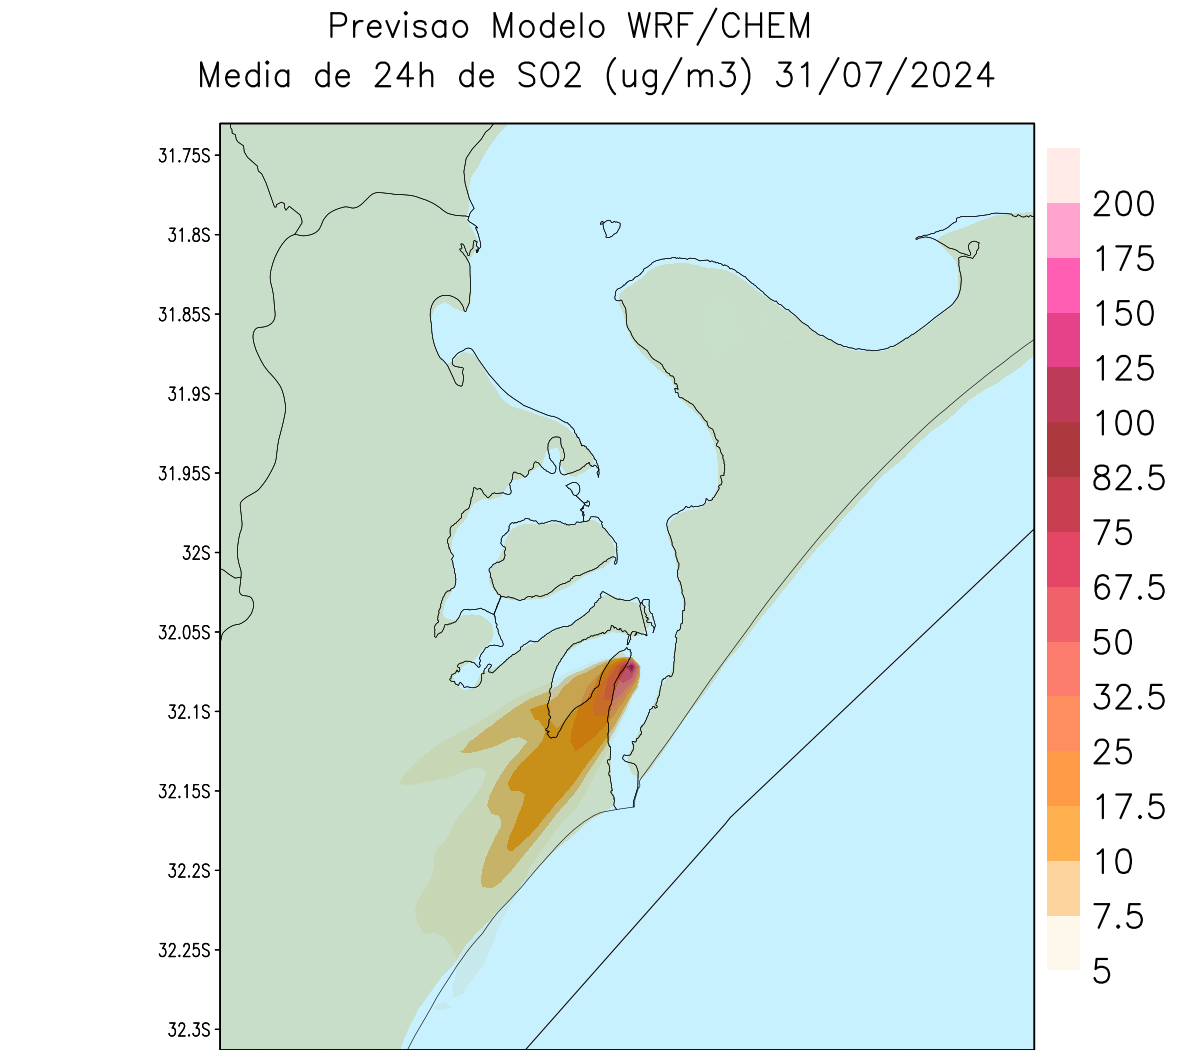 Previsao Modelo WRF/CHEM
Media de 24h de SO2 (ug/m3) 31/07/2024
31.75S
31.8S
31.85S
31.9S
31.95S
32S
32.05S
32.1S
32.15S
32.2S
32.25S
32.3S
200
175
150
125
100
82.5
75
67.5
50
32.5
25
17.5
10
7.5
5